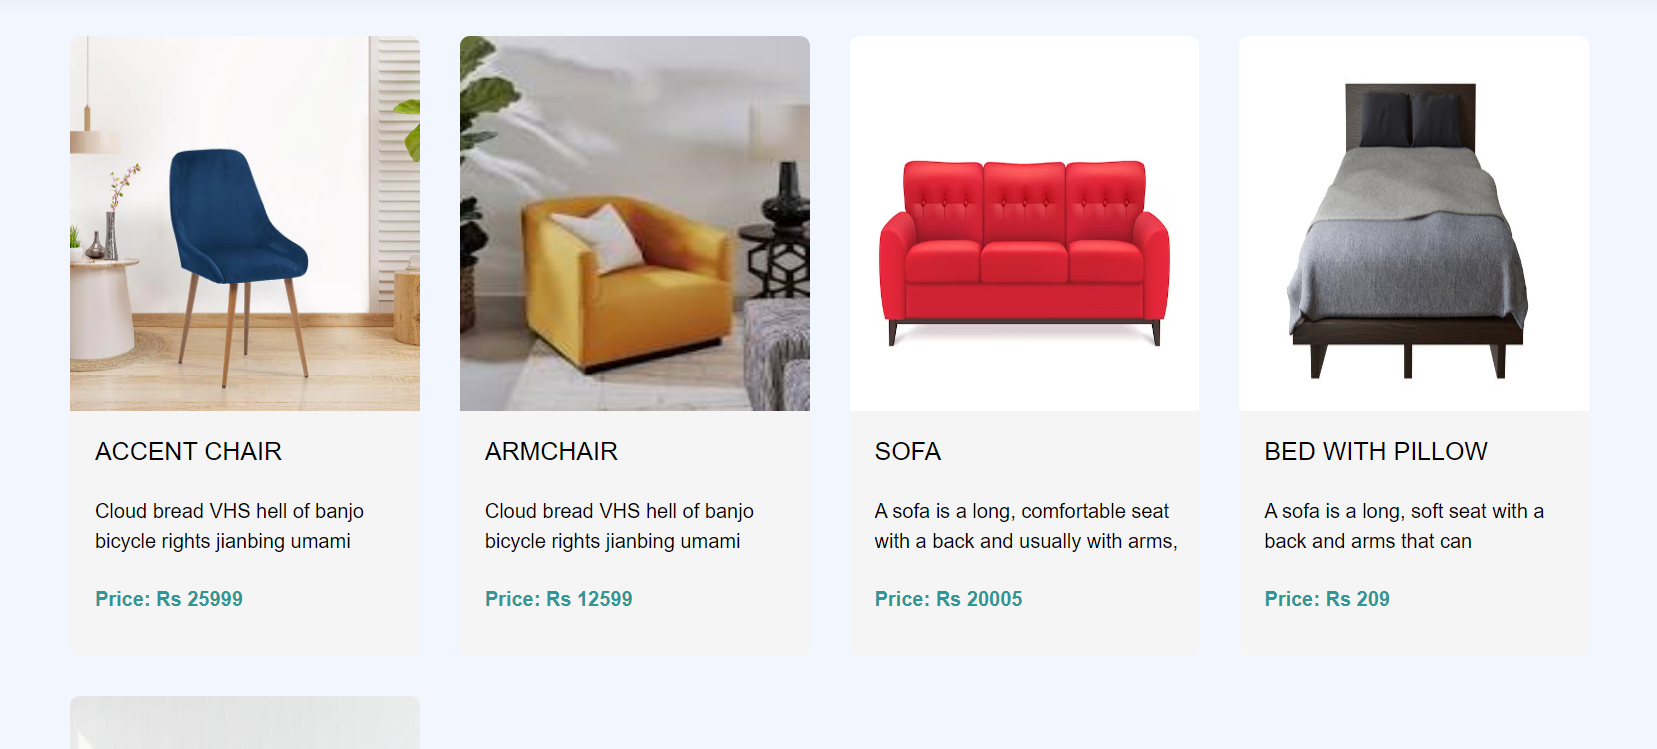 ACCENT CHAIR
Cloud bread VHS hell of banjo
bicycle rights jianbing umami
Price: Rs 25999
ARMCHAIR
Cloud bread VHS hell of banjo
bicycle rights jianbing umami
Price: Rs 12599
SOFA
A sofa is a long, comfortable seat
with a back and usually with arms,
Price: Rs 20005
BED WITH PILLOW
A sofa is a long, soft seat with a
back and arms that can
Price: Rs 209